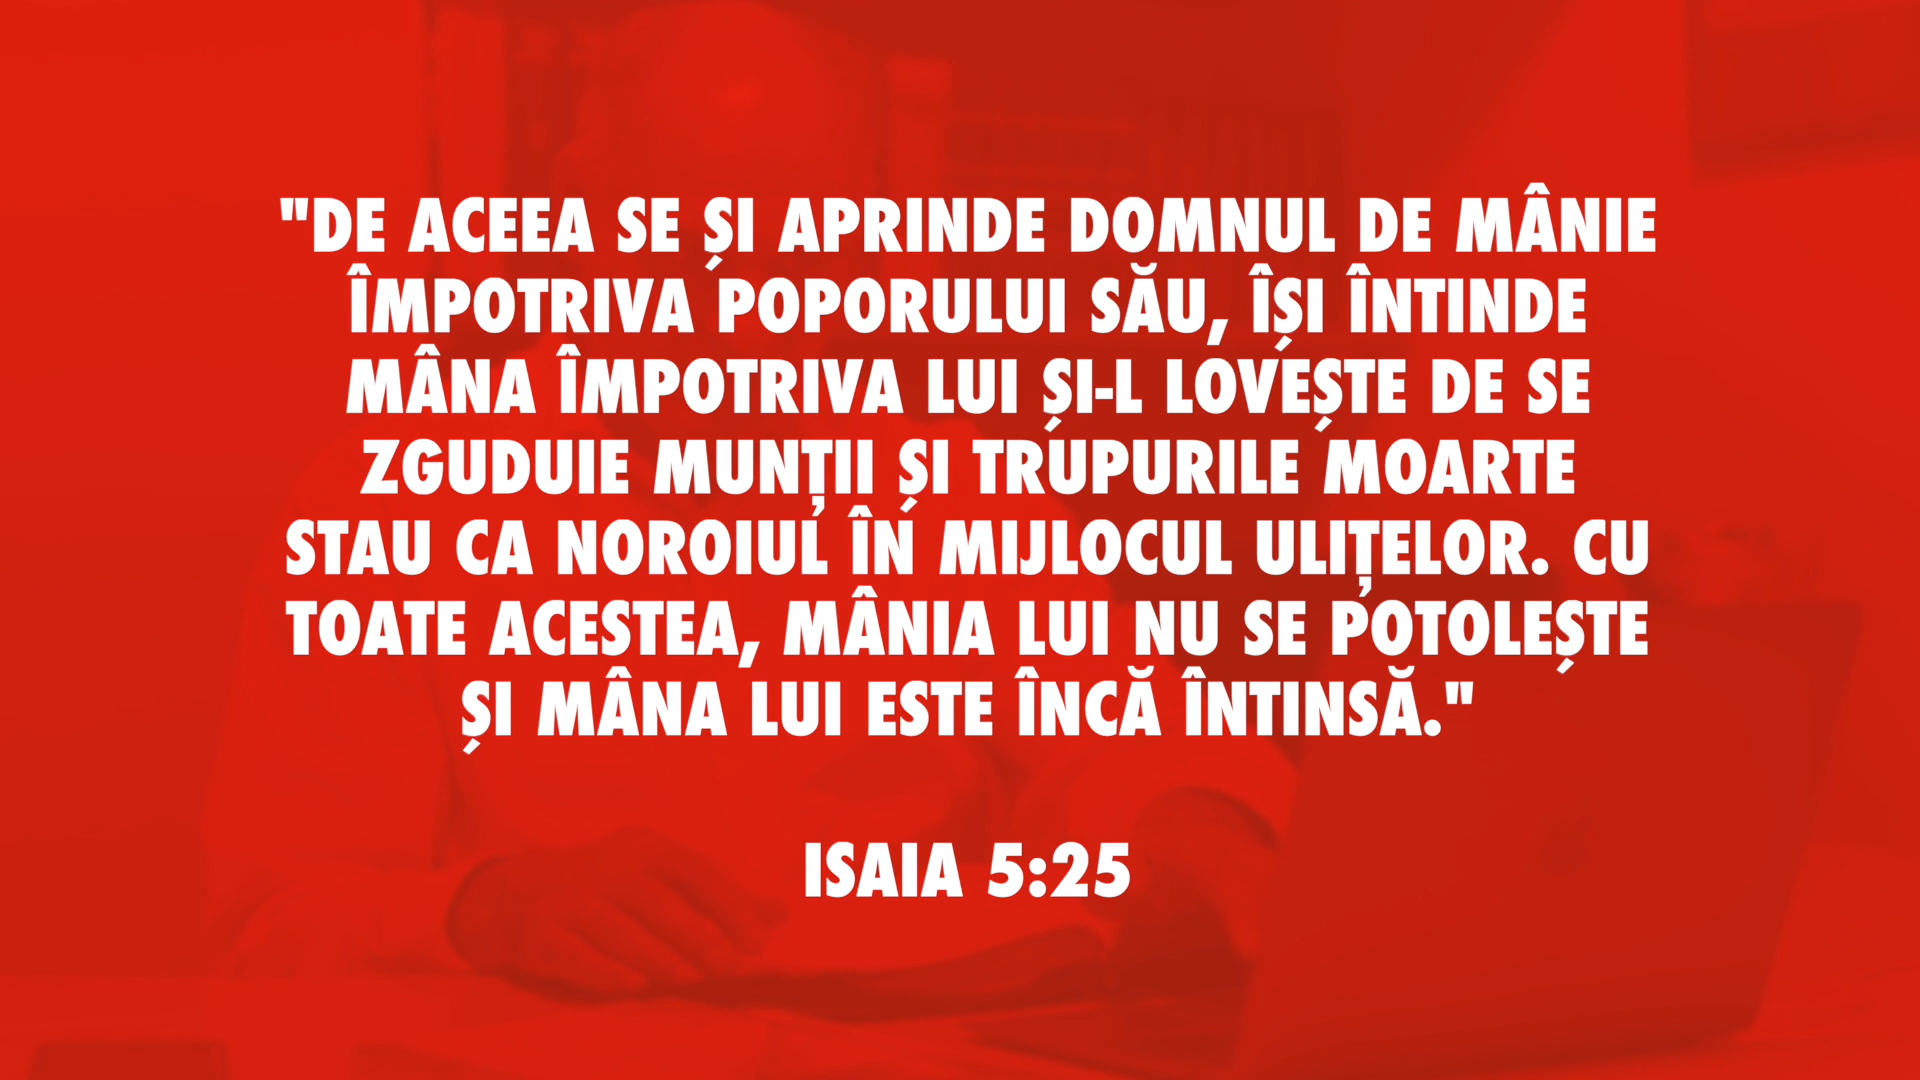 "DE ACEEA SE ȘI APRINDE DOMNUL DE MÂNIE
ÎMPOTRIVA POPORULUI SĂU, ÎȘI ÎNTINDE
MÂNA ÎMPOTRIVA LUI ȘI-L LOVEȘTE DE SE
ZGUDUIE MUNȚII ȘI TRUPURILE MOARTE
STAU CA NOROIUL ÎN MIJLOCUL ULIȚELOR. CU
TOATE ACESTEA, MÂNIA LUI NU SE POTOLEȘTE
ȘI MÂNA LUI ESTE ÎNCĂ ÎNTINSĂ."
ISAIA 5:25